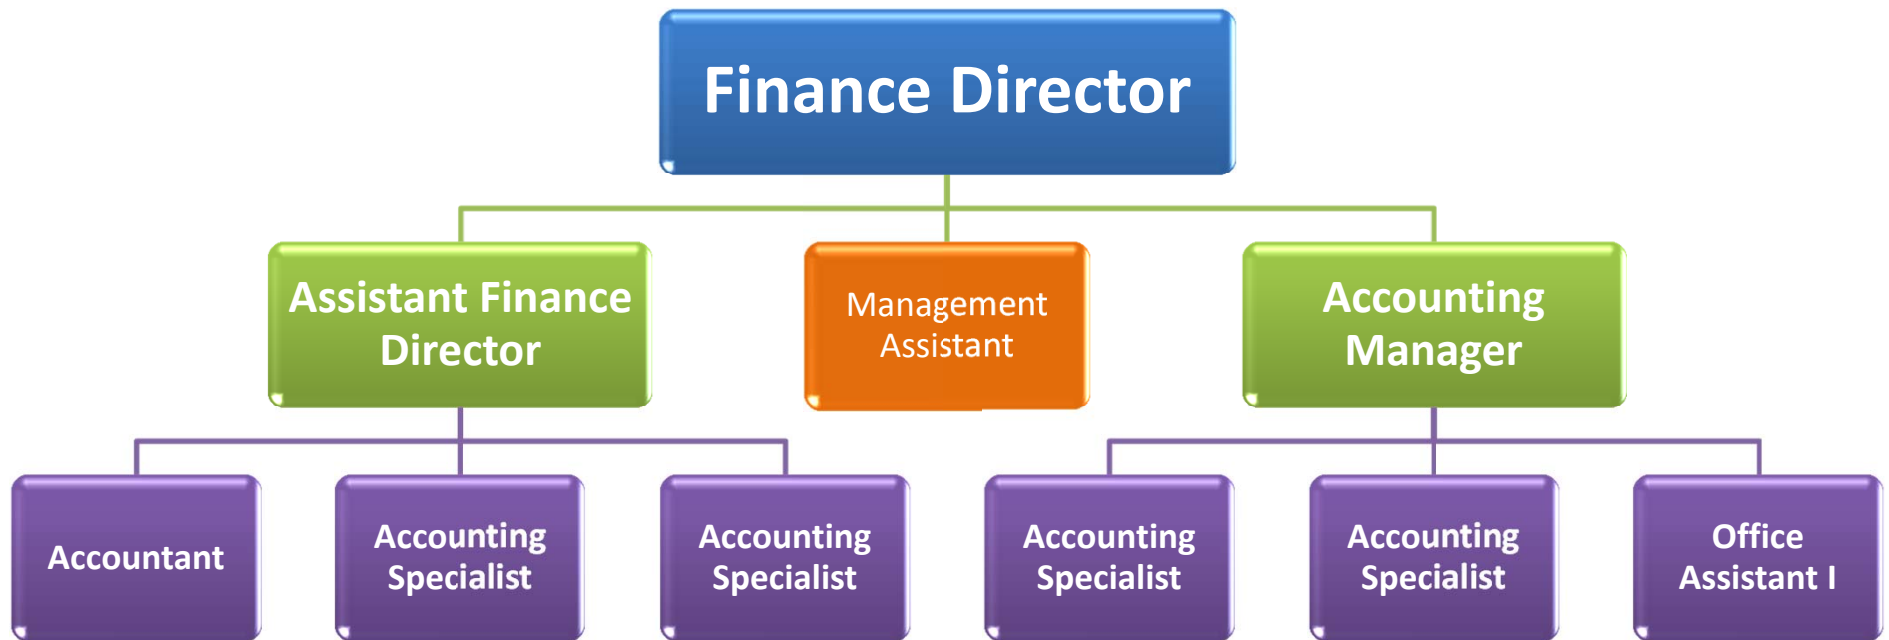 Finance Director
Assistant Finance
Director
Management
Assistant
Accounting
Manager
Accountant
Accounting
Specialist
Accounting
Specialist
Accounting
Specialist
Accounting
Specialist
Office
Assistant I